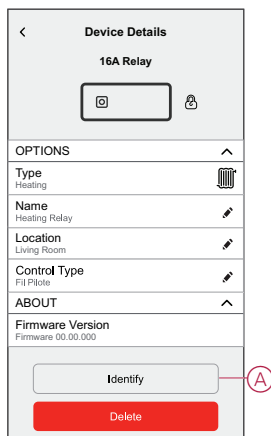 Device Details
16A Relay
OPTIONS
Type
Heating
Name
Heating Relay
Location
Living Room
Control Type
Fil Pilote
ABOUT
Firmware Version
Firmware 00.00.000
Identify
A
Delete